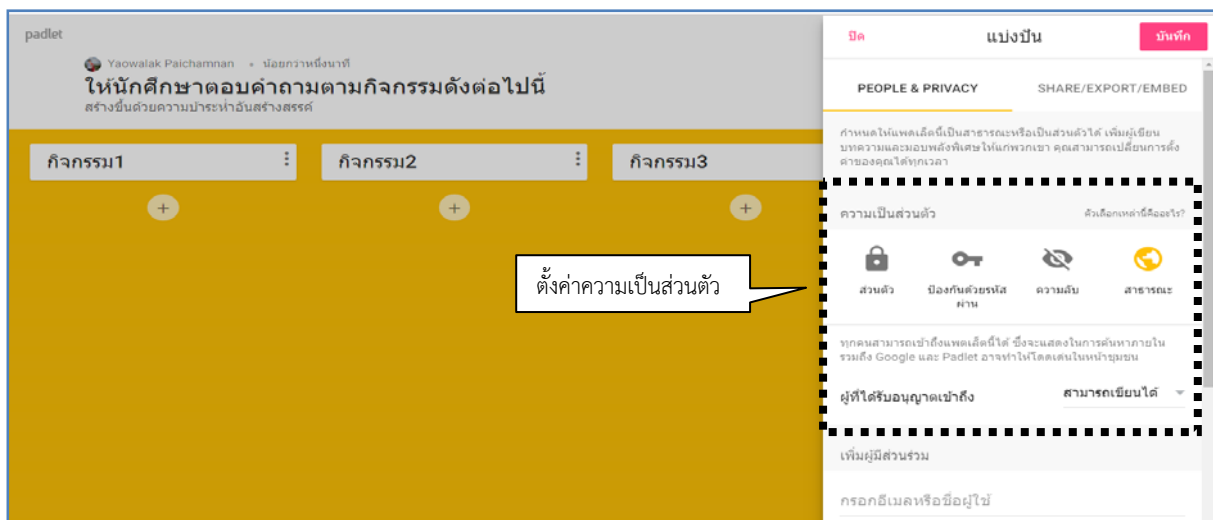 padlet
Yaowalak Paichamnan • น้อยกว่าหนึ่งนาที
ให้นักศึกษาตอบคำถามตามกิจกรรมดังต่อไปนี้
สร้างขึ้นด้วยความบ้าระห่ำอันสร้างสรรค์
กิจกรรม1
กิจกรรม2
กิจกรรม3
ตั้งค่าความเป็นส่วนตัว
ปิด แบ่งปัน บันทึก
PEOPLE & PRIVACY SHARE/EXPORT/EMBED
กำหนดให้แพดเล็ตนี้เป็นสาธารณะหรือเป็นส่วนตัวได้ เพิ่มผู้เขียน
บทความและมอบพลังพิเศษให้แก่พวกเขา คุณสามารถเปลี่ยนการตั้ง
ค่าของคุณได้ทุกเวลา
ความเป็นส่วนตัว ตัวเลือกเหล่านี้คืออะไร?
ส่วนตัว ป้องกันด้วยรหัส ความลับ สาธารณะ
ผ่าน
ทุกคนสามารถเข้าถึงแพดเล็ตนี้ได้ ซึ่งจะแสดงในการค้นหาภายใน
รวมถึง Google และ Padlet อาจทำให้โดดเด่นในหน้าชุมชน
ผู้ที่ได้รับอนุญาตเข้าถึง สามารถเขียนได้
เพิ่มผู้มีส่วนร่วม
กรอกอีเมลหรือชื่อผู้ใช้